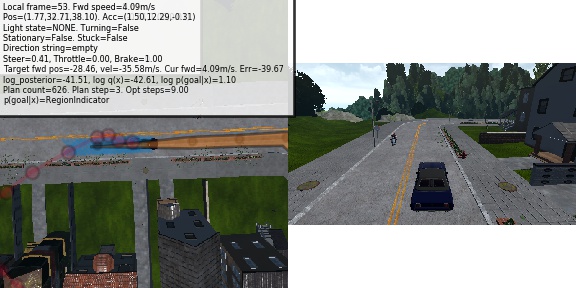 Local frame=53. Fwd speed=4.09m/s
Pos=(1.77,32.71,38.10). Acc=(1.50,12.29,-0.31)
Light state=NONE. Turning=False
Stationary=False. Stuck=False
Direction string=empty
Steer=0.41, Throttle=0.00, Brake=1.00
Target fwd pos=-28.46, vel=-35.58m/s. Cur fwd=4.09m/s. Err=-39.67
log_posterior=-41.51, log q(x)=-42.61, log p(goal|x)=1.10
Plan count=626. Plan step=3. Opt steps=9.00
p(goal|x)=RegionIndicator